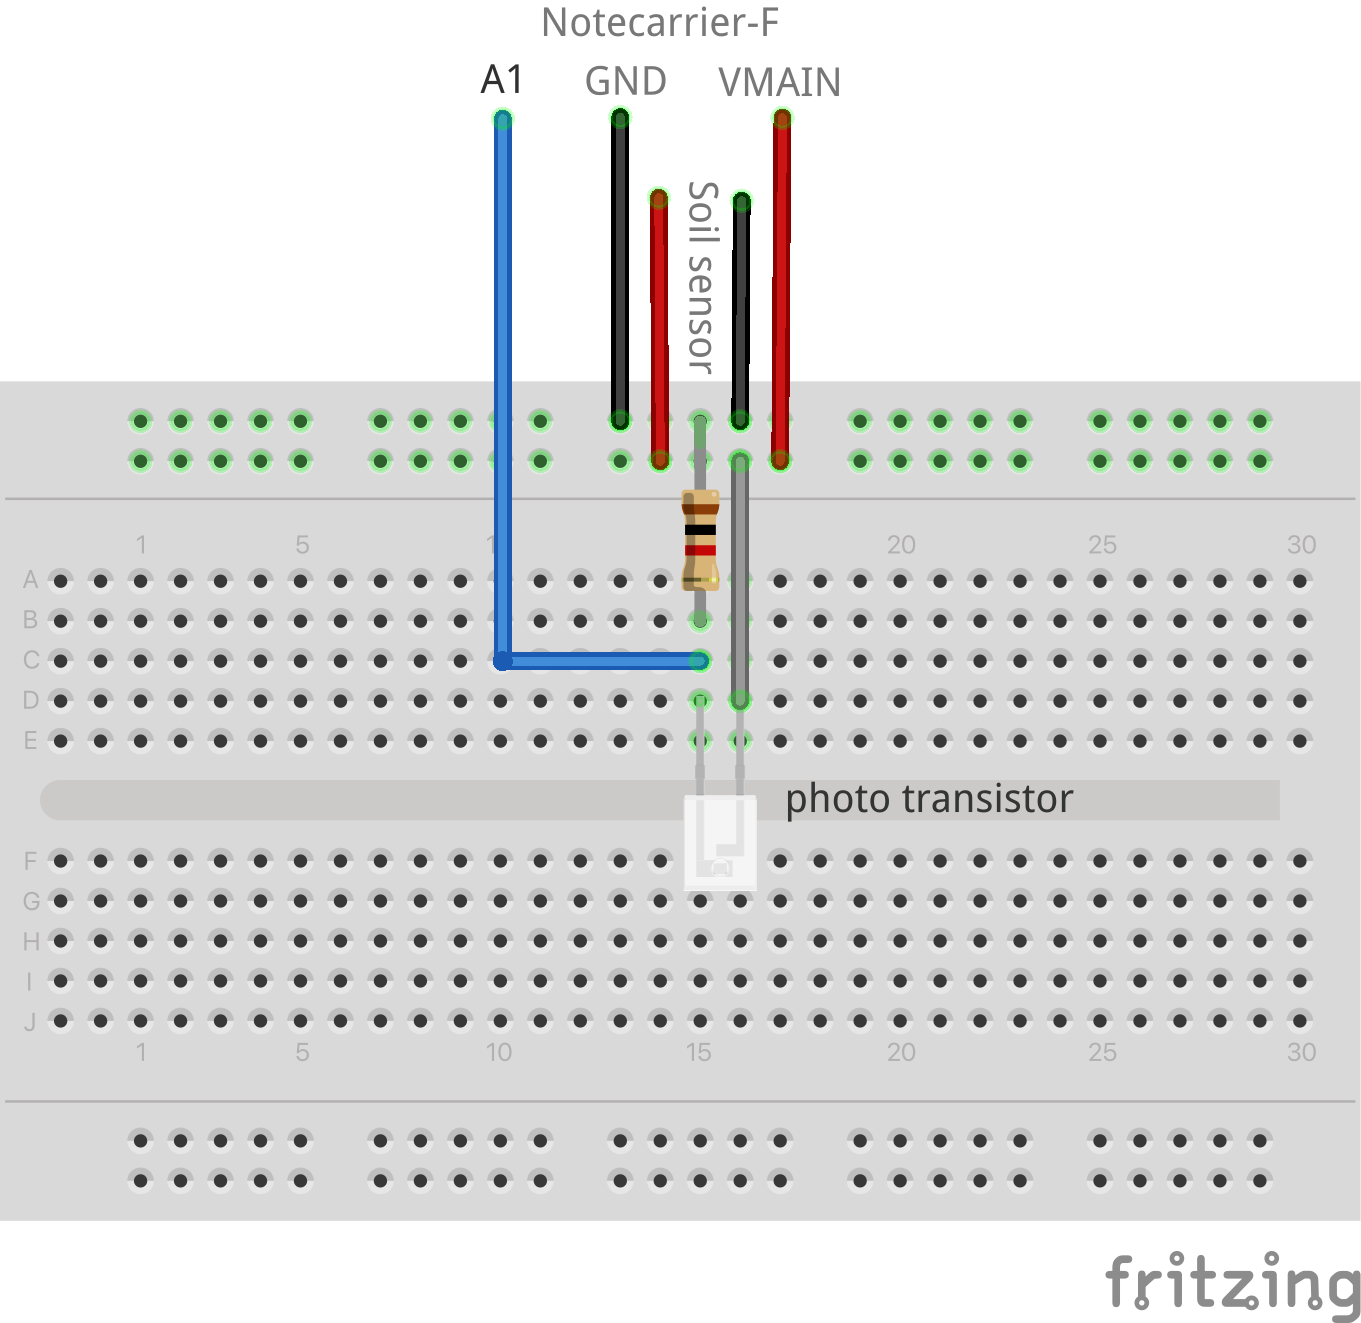 Notecarrier-F
A1 GND VMAIN
Soil sensor
1 5 1 20 25 30
A
B
C
D
E
photo transistor
F
G
H
I
J
1 5 10 15 20 25 30
fritzing